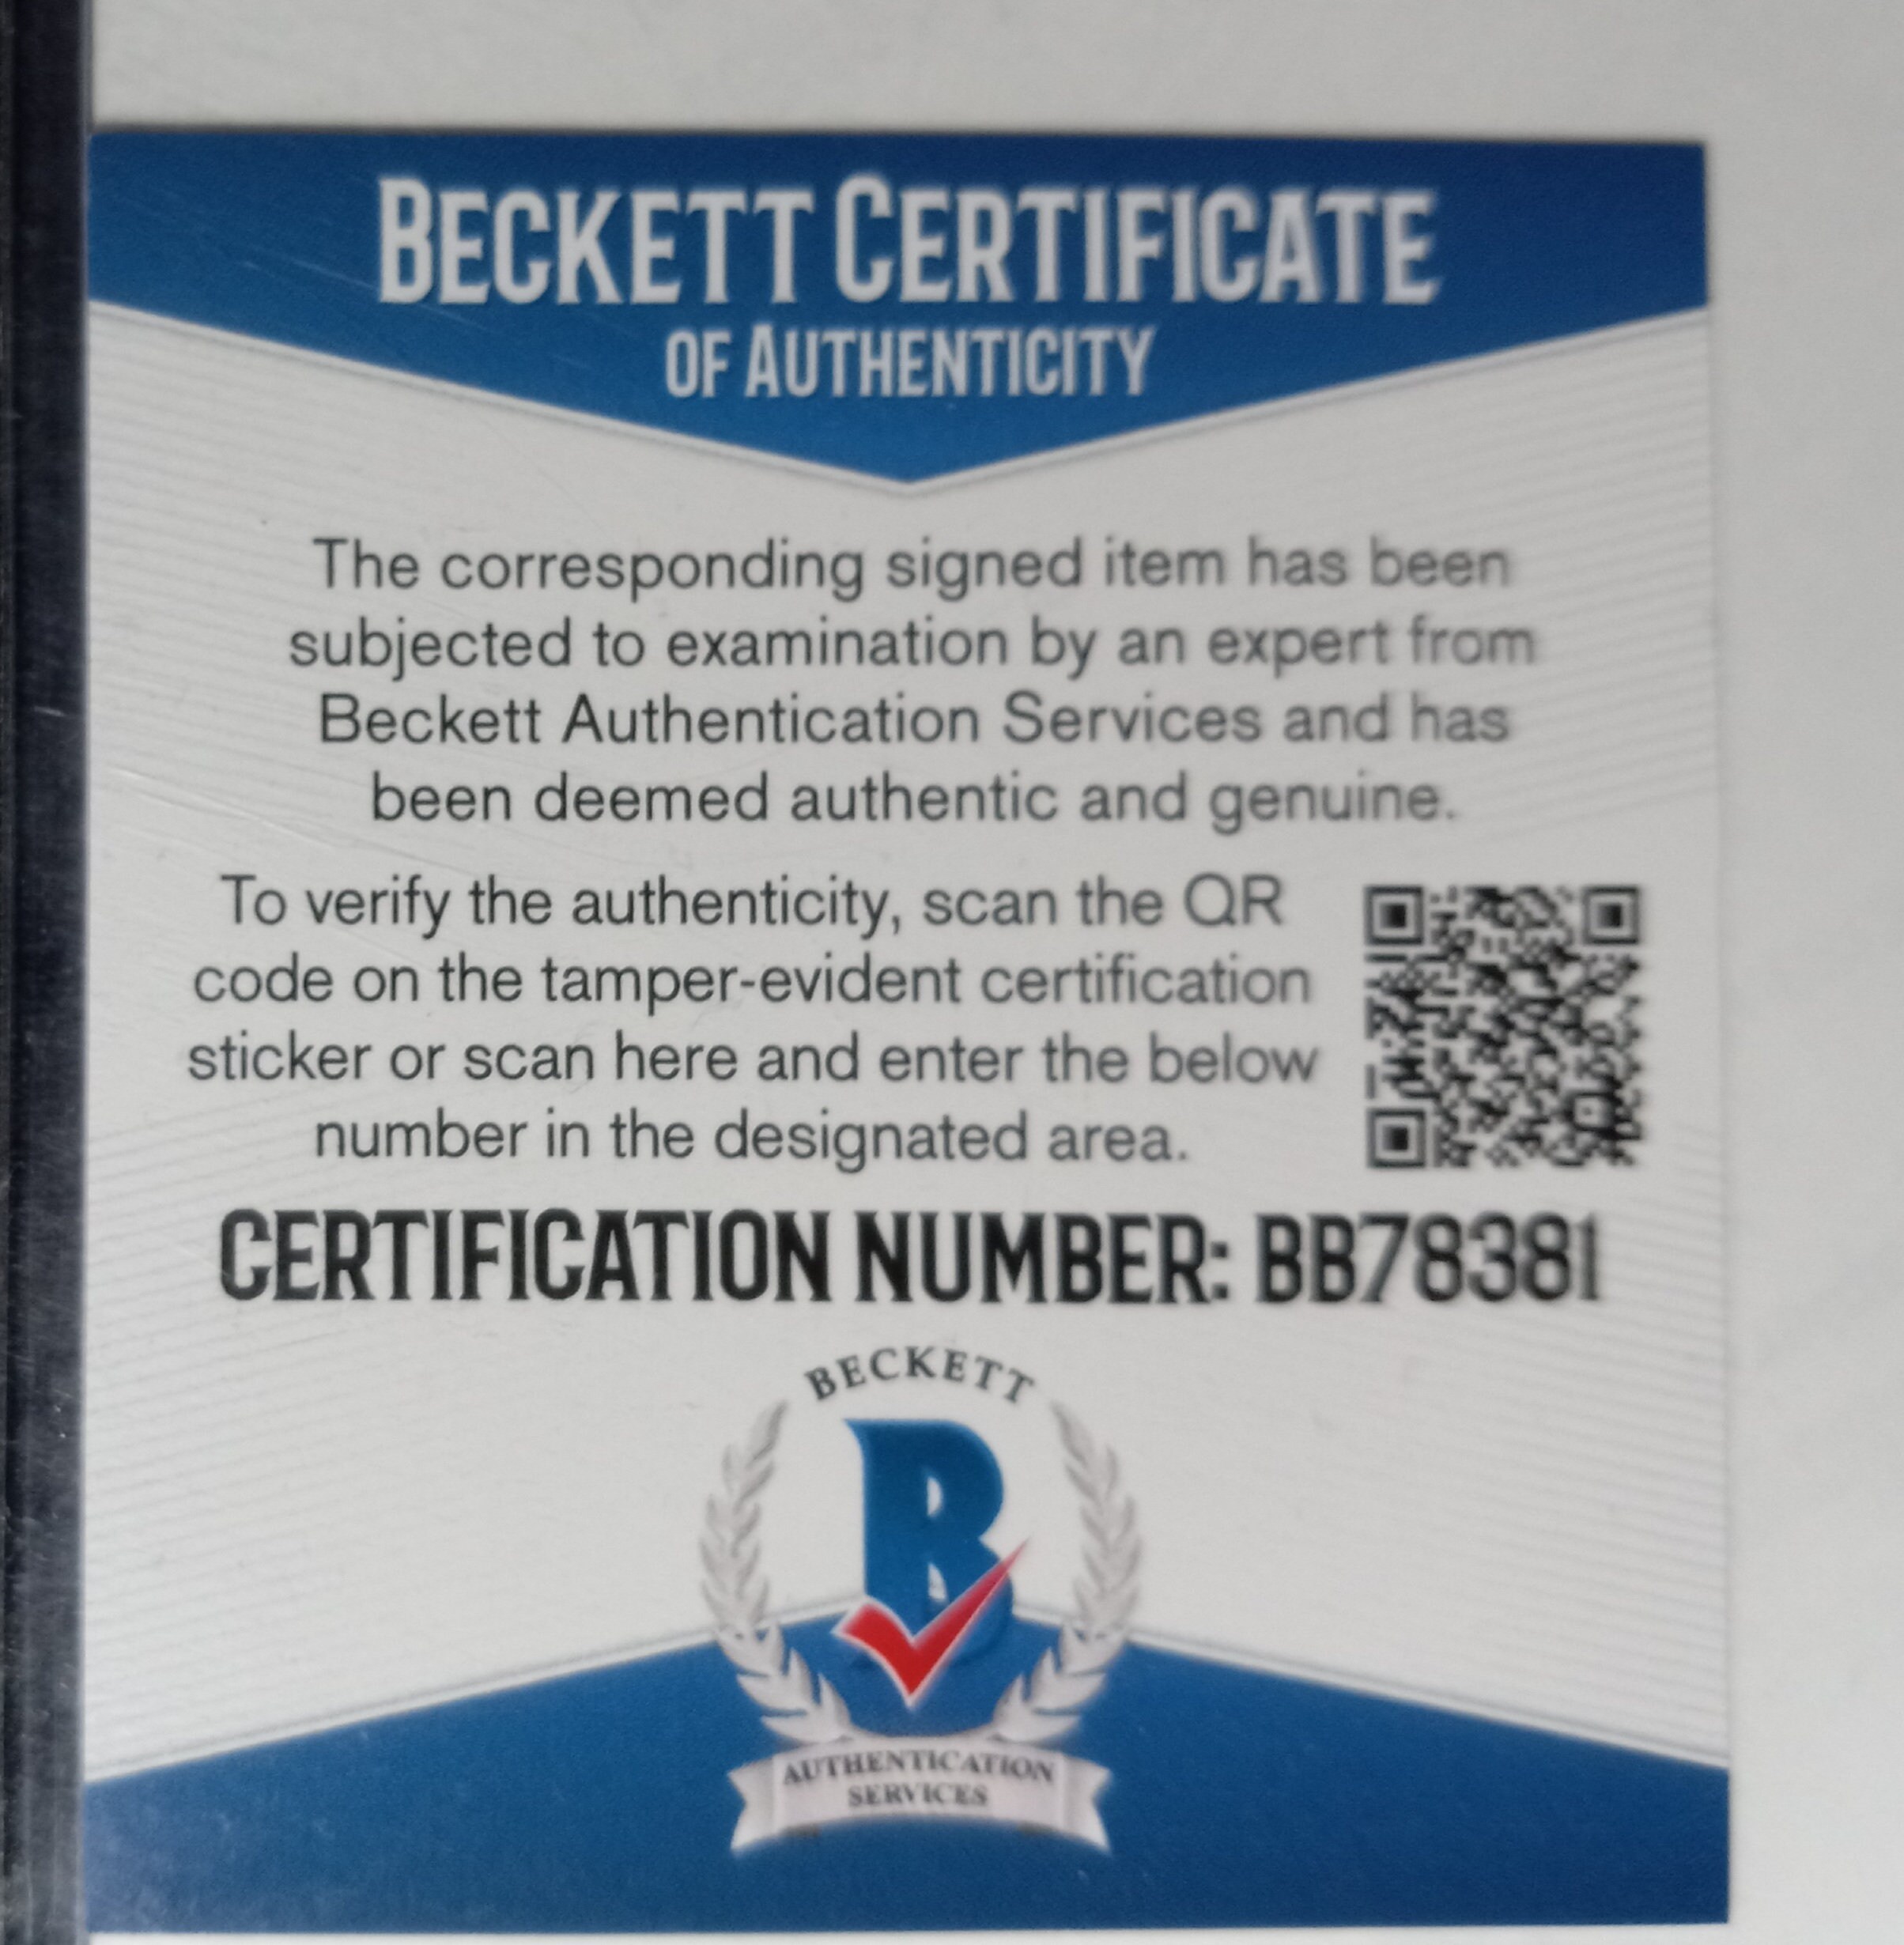 BECKETT CERTIFICATE
OF AUTHENTICITY
The corresponding signed item has been
subjected to examination by an expert from
Beckett Authentication Services and has
been deemed authentic and genuine.
To verify the authenticity, scan the QR
code on the tamper-evident certification
sticker or scan here and enter the below
number in the designated area.
CERTIFICATION NUMBER: BB78381
BECKETT
B
AUTHENTICATION
SERVICES